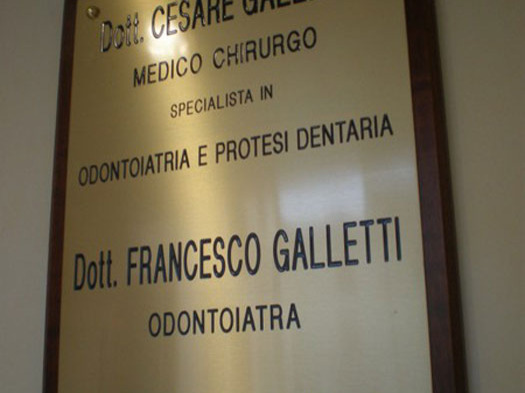 Dott. CESARE
MEDICO CHIRURGO
SPECIALISTA IN
ODONTOIATRIA E PROTESI DENTARIA
Dott. FRANCESCO GALLETTI
ODONTOIATRA